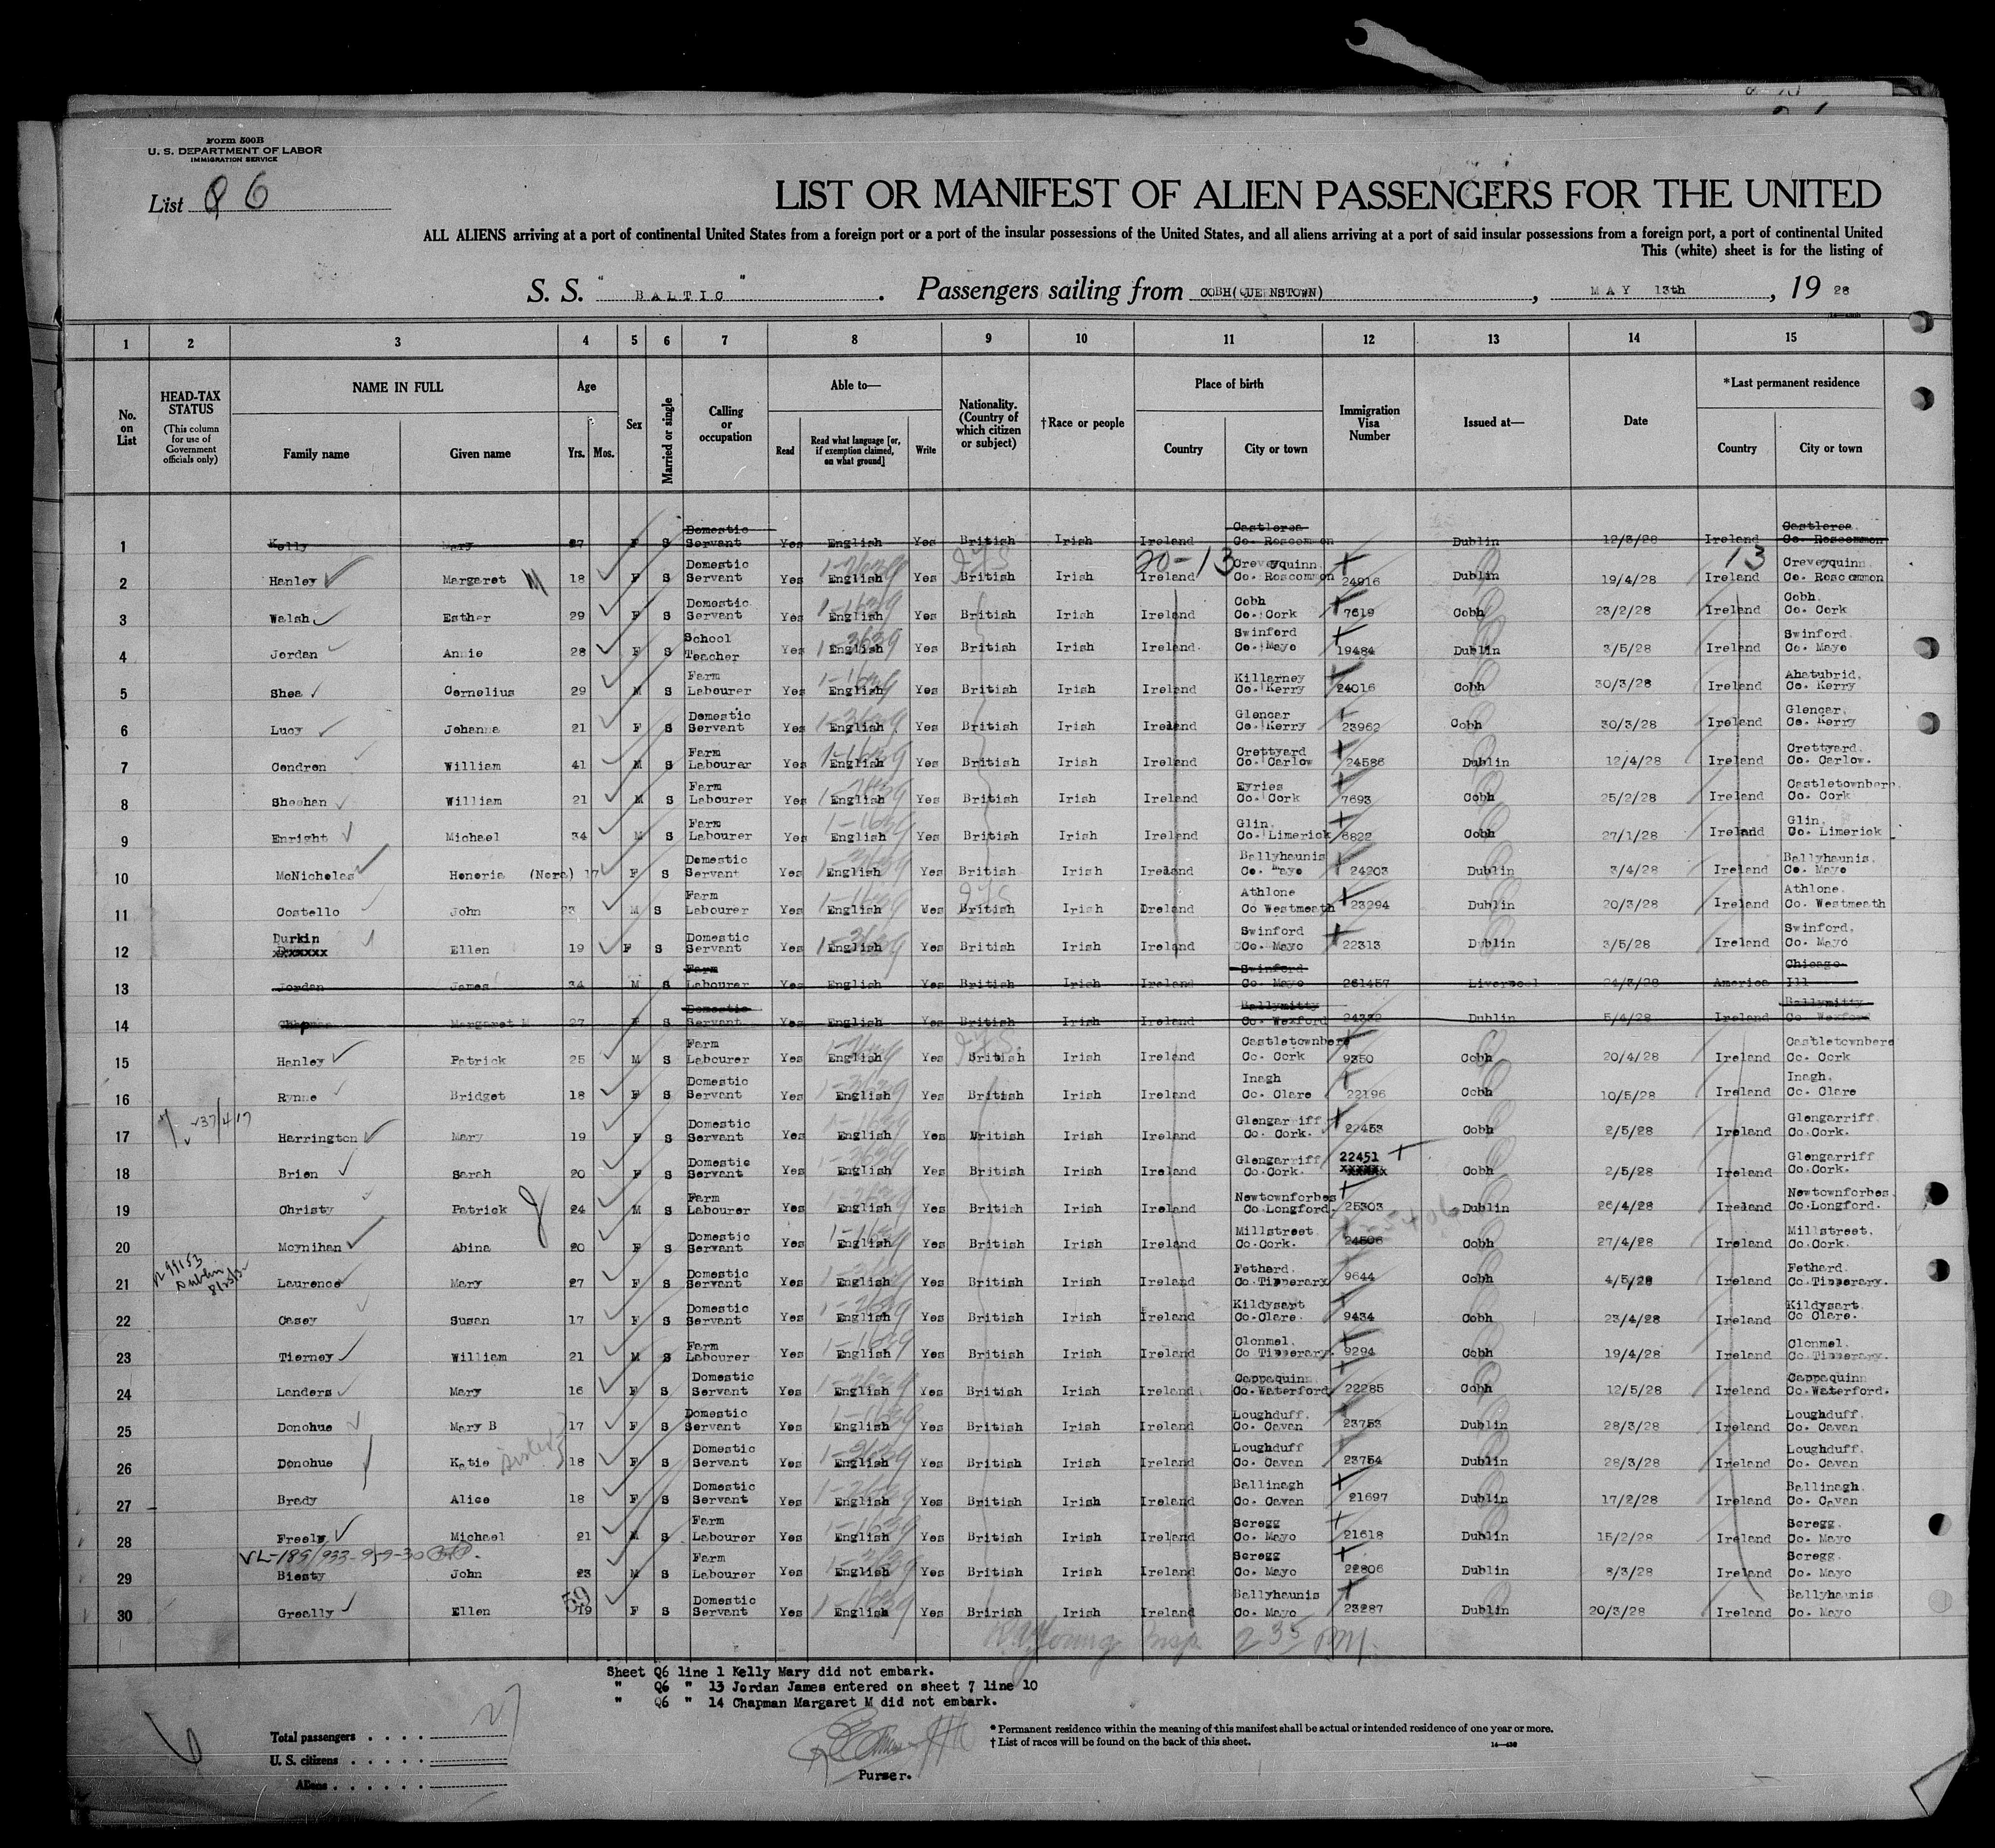 Form 500B
U. S. DEPARTMENT OF LABOR
IMMIGRATION SERVICE
List Q 6
LIST OR MANIFEST OF ALIEN PASSENGERS FOR THE UNITED
ALL ALIENS arriving at a port of continental United States from a foreign port or a port of the insular possessions of the United States, and all aliens arriving at a port of said insular possessions from a foreign port, a port of continental United
This (white) sheet is for the listing of
S. S. " BALTIC " . Passengers sailing from COBH(QUEENSTOWN) , MAY 13th , 19 28
1 2 3 4 5 6 7 8 9 10 11 12 13 14 15
No. on List
HEAD-TAX STATUS (This column for use of Government officials only)
NAME IN FULL Family name Given name
Age Yrs. Mos.
Sex
Married or single
Calling or occupation
Able to— Read Read what language [or, if exemption claimed, on what ground] Write
Nationality. (Country of which citizen or subject)
†Race or people
Place of birth Country City or town
Immigration Visa Number
Issued at—
Date
*Last permanent residence Country City or town
1 Kelly Mary 27 F S Domestic Servant Yes English Yes British Irish Ireland Castlerea Co. Roscommon Dublin 12/3/28 Ireland Castlerea. Co. Roscommon
20-13 13
2 Hanley Margaret 18 F S Domestic Servant Yes English Yes British Irish Ireland Creveyquinn. Co. Roscommon 24916 Dublin 19/4/28 Ireland Creveyquinn. Co. Roscommon
3 Walsh Esther 29 F S Domestic Servant Yes English Yes British Irish Ireland Cobh Co. Cork 7619 Cobh 23/2/28 Ireland Cobh. Co. Cork
4 Jordan Annie 28 F S School Teacher Yes English Yes British Irish Ireland. Swinford Co. Mayo 19484 Dublin 3/5/28 Ireland Swinford. Co. Mayo
5 Shea Cornelius 29 M S Farm Labourer Yes English Yes British Irish Ireland Killarney Co. Kerry 24016 Cobh 30/3/28 Ireland Ahatubrid. Co. Kerry
6 Lucy Johanna 21 F S Domestic Servant Yes English Yes British Irish Ireland Glencar Co. Kerry 23962 Cobh 30/3/28 Ireland Glencar. Co. Kerry
7 Condron William 41 M S Farm Labourer Yes English Yes British Irish Ireland Crettyard Co. Carlow 24586 Dublin 12/4/28 Ireland Crettyard. Co. Carlow.
8 Sheehan William 21 M S Farm Labourer Yes English Yes British Irish Ireland Eyries Co. Cork 7693 Cobh 25/2/28 Ireland Castletownbere. Co. Cork
9 Enright Michael 34 M S Farm Labourer Yes English Yes British Irish Ireland Glin. Co. Limerick 6822 Cobh 27/1/28 Ireland Glin. Co. Limerick
10 McNicholas Honoria (Nora) 17 F S Domestic Servant Yes English Yes British Irish Ireland Ballyhaunis Co. Mayo 24203 Dublin 3/4/28 Ireland Ballyhaunis. Co. Mayo
11 Costello John 23 M S Farm Labourer Yes English Wes British Irish Dreland Athlone Co Westmeath 23294 Dublin 20/3/28 Ireland Athlone. Co. Westmeath
12 Durkin xxxxxxx Ellen 19 F S Domestic Servant Yes English Yes British Irish Ireland Swinford Co. Mayo 22313 Dublin 3/5/28 Ireland Swinford. Co. Mayo
13 Jordan James 34 M S Farm Labourer Yes English Yes British Irish Ireland Swinford Co. Mayo 261457 Liverpool 24/3/28 America Chicago Ill
14 Chapman Margaret M 27 F S Domestic Servant Yes English Yes British Irish Ireland Ballymitty Co. Wexford 24332 Dublin 5/4/28 Ireland Ballymitty Co. Wexford
15 Hanley Patrick 25 M S Farm Labourer Yes English Yes British Irish Ireland Castletownbere Co. Cork 9350 Cobh 20/4/28 Ireland Castletownbere Co. Cork
16 Rynne Bridget 18 F S Domestic Servant Yes English Yes British Irish Ireland Inagh Co. Clare 22196 Cobh 10/5/28 Ireland Inagh. Co. Clare
17 Harrington Mary 19 F S Domestic Servant Yes English Yes British Irish Ireland Glengarriff Co. Cork. 22453 Cobh 2/5/28 Ireland Glengarriff Co.Cork.
18 Brien Sarah 20 F S Domestic Servant Yes English Yes British Irish Ireland Glengarriff Co.Cork. 22451 xxxxx Cobh 2/5/28 Ireland Glengarriff Co.Cork.
19 Christy Patrick 24 M S Farm Labourer Yes English Yes British Irish Ireland Newtownforbes Co Longford. 25303 Dublin 26/4/28 Ireland Newtownforbes. Co.Longford.
20 Moynihan Abina 20 F S Domestic Servant Yes English Yes British Irish Ireland Millstreet. Co.Cork. 24506 Cobh 27/4/28 Ireland Millstreet. Co.Cork.
Dublin
21 Laurence Mary 27 F S Domestic Servant Yes English Yes British Irish Ireland Fethard. Co Tipperary 9644 Cobh 4/5/28 Ireland Fethard. Co Tipperary.
22 Casey Susan 17 F S Domestic Servant Yes English Yes British Irish Ireland Kildysart Co.Clare. 9434 Cobh 23/4/28 Ireland Kildysart. Co Clare.
23 Tierney William 21 M S Farm Labourer Yes English Yes British Irish Ireland Clonmel. Co Tipperary. 9294 Cobh 19/4/28 Ireland Clonmel. Co Tipperary.
24 Landers Mary 16 F S Domestic Servant Yes English Yes British Irish Ireland Cappaquinn Co.Waterford. 22285 Cobh 12/5/28 Ireland Cappaquinn Co.Waterford.
25 Donohue Mary B 17 F S Domestic Servant Yes English Yes British Irish Ireland Loughduff. Co. Cavan 23753 Dublin 28/3/28 Ireland Loughduff. Co. Cavan
26 Donohue Katie sisters 18 F S Domestic Servant Yes English Yes British Irish Ireland Loughduff Co. Cavan 23754 Dublin 28/3/28 Ireland Loughduff. Co. Cavan
27 Brady Alice 18 F S Domestic Servant Yes English Yes British Irish Ireland Ballinagh Co. Cavan 21697 Dublin 17/2/28 Ireland Ballinagh. Co. Cavan
28 Freely Michael 21 M S Farm Labourer Yes English Yes British Irish Ireland Scregg Co. Mayo 21618 Dublin 15/2/28 Ireland Scregg. Co. Mayo
29 Biesty John 23 M S Farm Labourer Yes English Yes British Irish Ireland Scregg Co. Mayo 22806 Dublin 8/3/28 Ireland Scregg. Co. Mayo
59
30 Greally Ellen 19 F S Domestic Servant Yes English Yes Brirish Irish Ireland Ballyhaunis Co. Mayo 23287 Dublin 20/3/28 Ireland Ballyhaunis Co. Mayo
Young Insp. 2 35 PM.
Sheet Q6 line 1 Kelly Mary did not embark.
" Q6 " 13 Jordan James entered on sheet 7 line 10
" Q6 " 14 Chapman Margaret M did not embark.
Total passengers . . . . 27
U. S. citizens . . . . .
Aliens . . . . . .
6
Purser.
* Permanent residence within the meaning of this manifest shall be actual or intended residence of one year or more.
† List of races will be found on the back of this sheet.